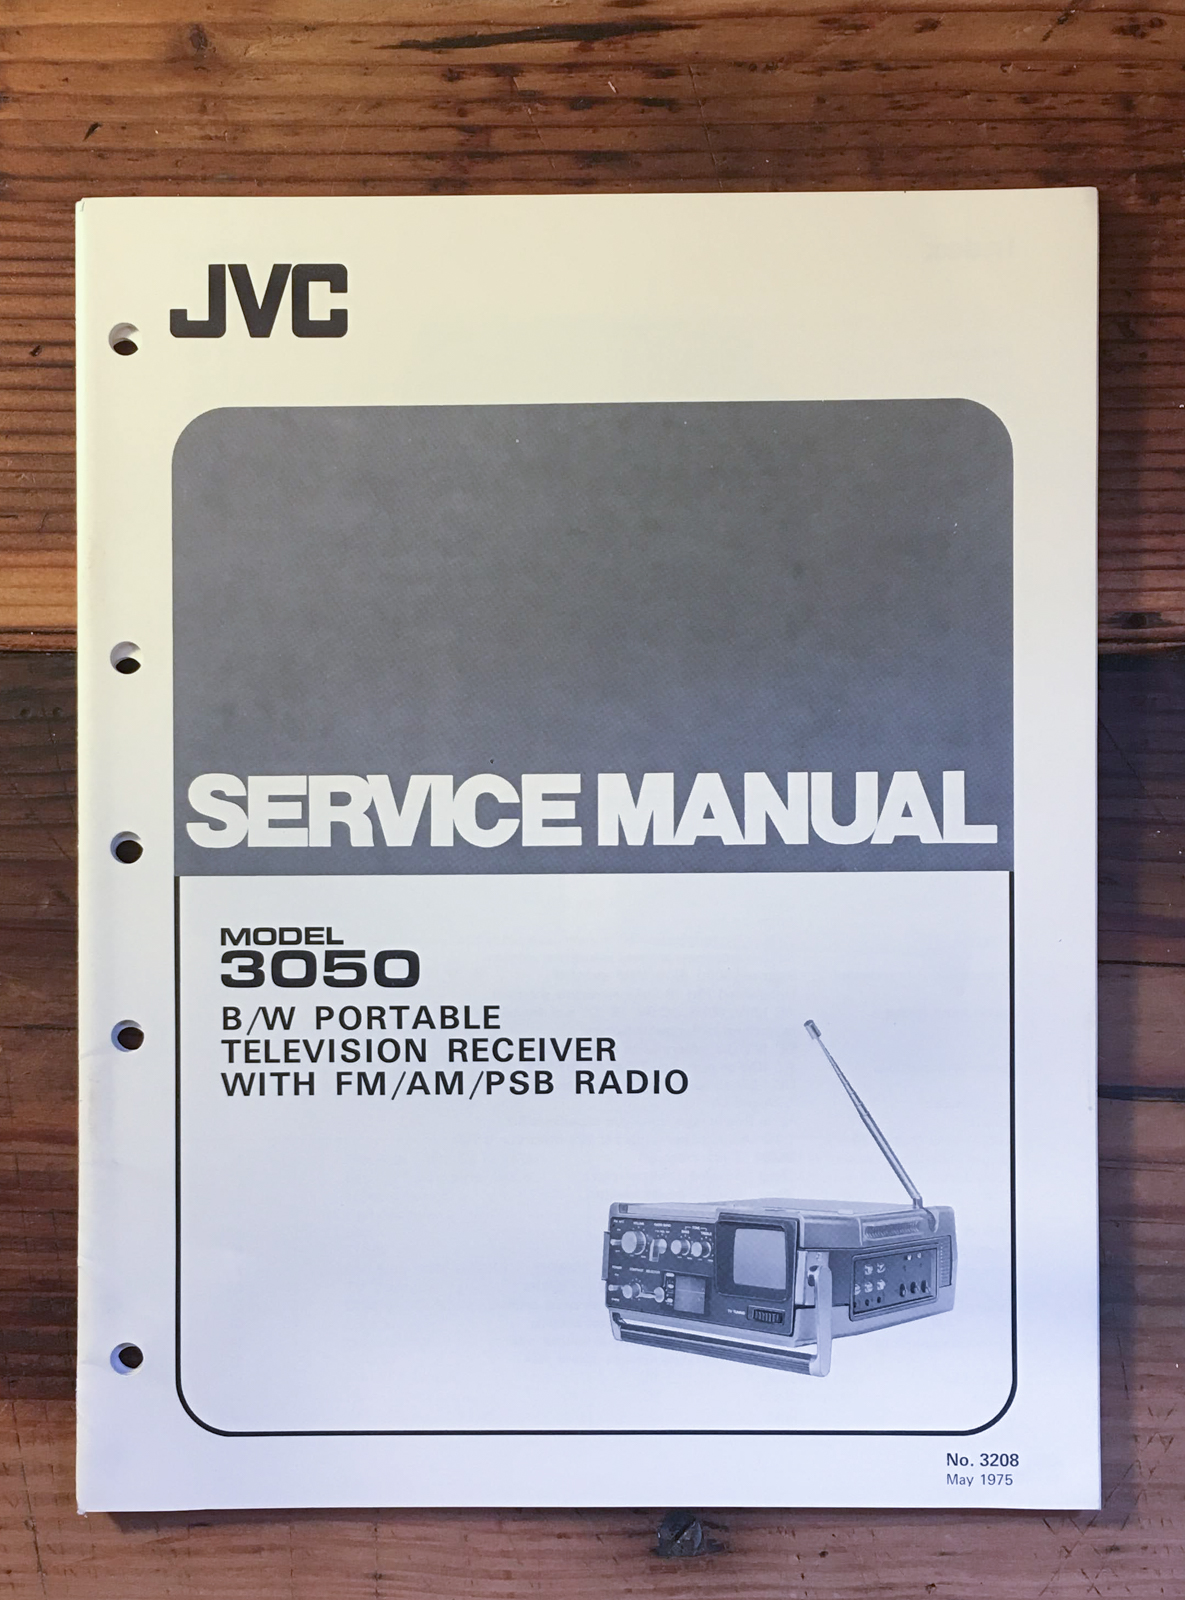 JVC
SERVICE MANUAL
MODEL
3050
B/W PORTABLE
TELEVISION RECEIVER
WITH FM/AM/PSB RADIO
No. 3208
May 1975